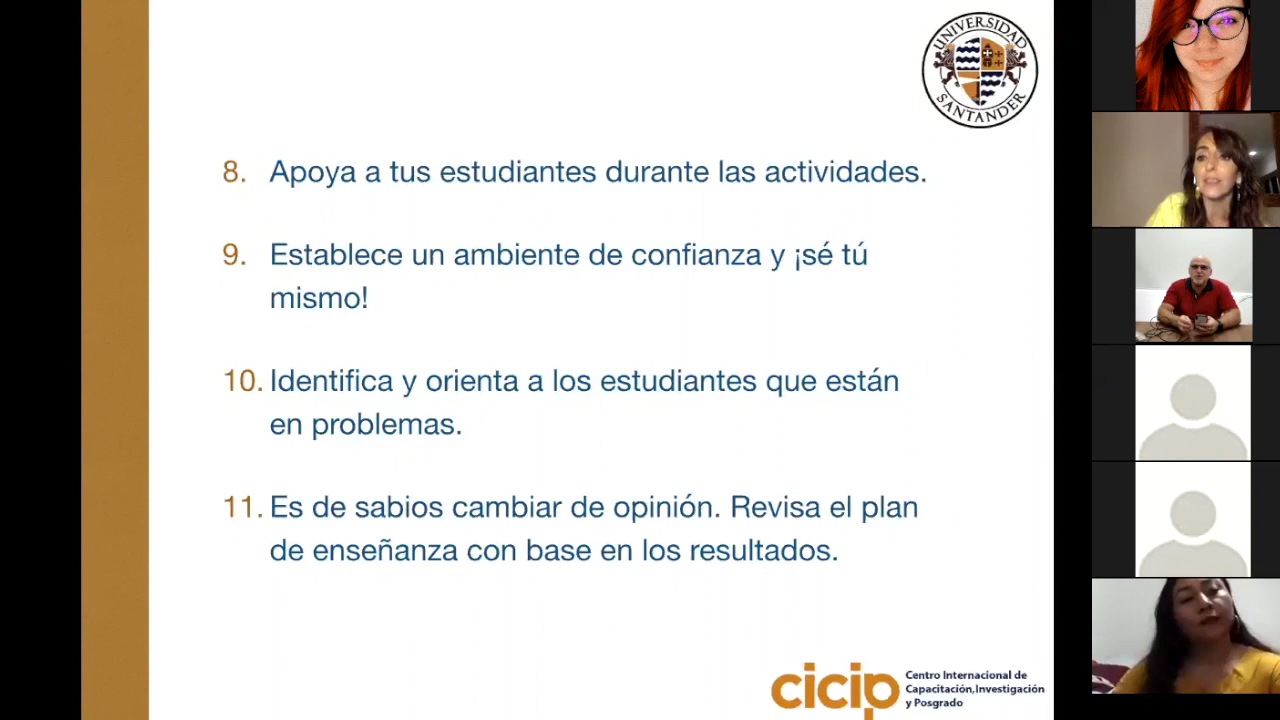 UNIVERSIDAD
SANTANDER
8. Apoya a tus estudiantes durante las actividades.
9. Establece un ambiente de confianza y ¡sé tú
mismo!
10. Identifica y orienta a los estudiantes que están
en problemas.
11. Es de sabios cambiar de opinión. Revisa el plan
de enseñanza con base en los resultados.
cicip
Centro Internacional de
Capacitación,Investigación
y Posgrado